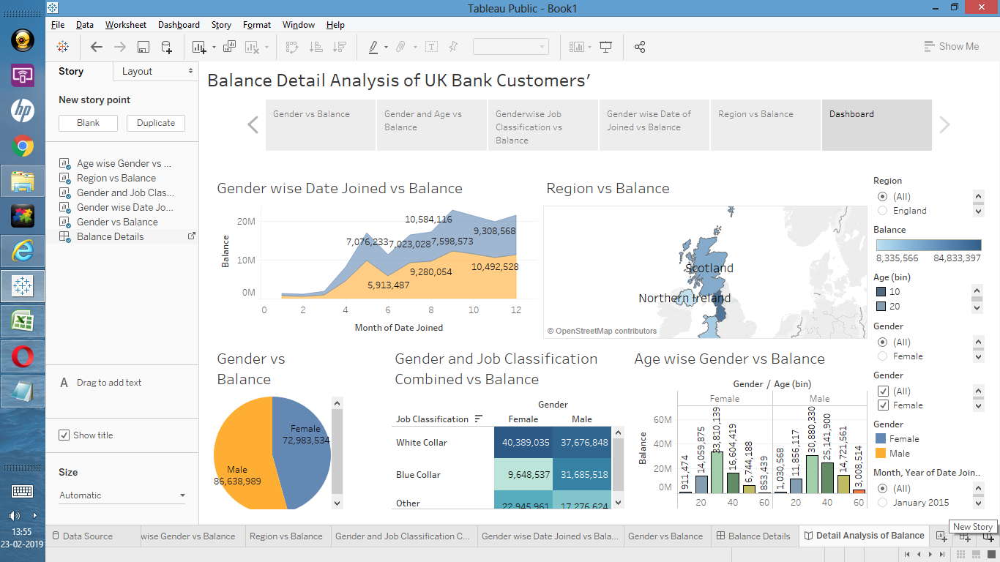 Tableau Public - Book1
File Data Worksheet Dashboard Story Format Window Help
Show Me
Story Layout
New story point
Blank Duplicate
Age wise Gender vs ...
Region vs Balance
Gender and Job Clas...
Gender wise Date Jo...
Gender vs Balance
Balance Details
A Drag to add text
Show title
Size
Automatic
13:55
23-02-2019
hp
Balance Detail Analysis of UK Bank Customers’
Gender vs Balance
Gender and Age vs
Balance
Genderwise Job
Classification vs
Balance
Gender wise Date of
Joined vs Balance
Region vs Balance
Dashboard
Gender wise Date Joined vs Balance
20M
10M
0M
Balance
10,584,116
7,076,233
7,023,028
7,598,573
9,308,568
5,913,487
9,280,054
10,492,528
0 2 4 6 8 10 12
Month of Date Joined
Region vs Balance
Scotland
Northern Ireland
© OpenStreetMap contributors
Region
(All)
England
Balance
8,335,566 84,833,397
Age (bin)
10
20
Gender
(All)
Female
Gender
(All)
Female
Gender
Female
Male
Month, Year of Date Join..
(All)
January 2015
Gender vs
Balance
Female
72,983,534
Male
86,638,989
Gender and Job Classification
Combined vs Balance
Gender
Job Classification Female Male
White Collar 40,389,035 37,676,848
Blue Collar 9,648,537 31,685,518
Other 22,945,961 17,276,624
Age wise Gender vs Balance
Gender / Age (bin)
Female Male
60M
40M
20M
0M
Balance
911,474
14,059,875
33,810,139
16,604,419
6,744,188
853,439
1,030,568
11,856,117
30,880,330
25,141,900
14,721,561
3,008,514
20 40 60 20 40 60
New Story
Data Source
wise Gender vs Balance
Region vs Balance
Gender and Job Classification C...
Gender wise Date Joined vs Bala...
Gender vs Balance
Balance Details
Detail Analysis of Balance